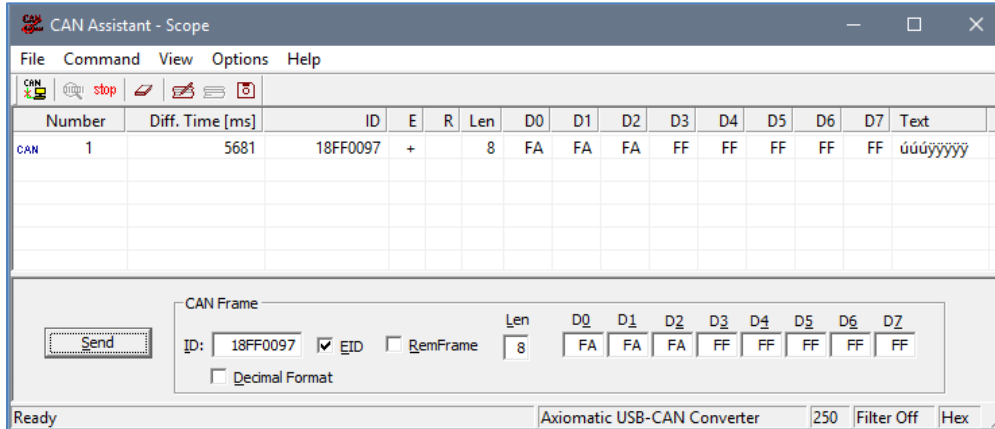 CAN Assistant - Scope
File Command View Options Help
CAN stop
Number Diff. Time [ms] ID E R Len D0 D1 D2 D3 D4 D5 D6 D7 Text
CAN 1 5681 18FF0097 + 8 FA FA FA FF FF FF FF FF úúúÿÿÿÿÿ
CAN Frame
Len D0 D1 D2 D3 D4 D5 D6 D7
Send ID: 18FF0097 EID RemFrame 8 FA FA FA FF FF FF FF FF
Decimal Format
Ready Axiomatic USB-CAN Converter 250 Filter Off Hex